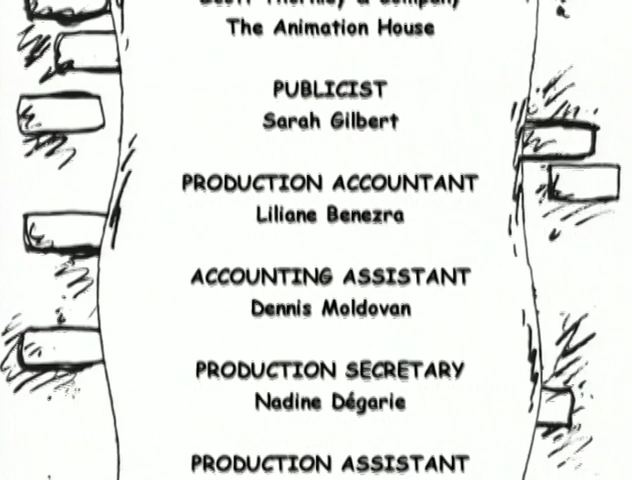 The Animation House
PUBLICIST
Sarah Gilbert
PRODUCTION ACCOUNTANT
Liliane Benezra
ACCOUNTING ASSISTANT
Dennis Moldovan
PRODUCTION SECRETARY
Nadine Dégarie
PRODUCTION ASSISTANT